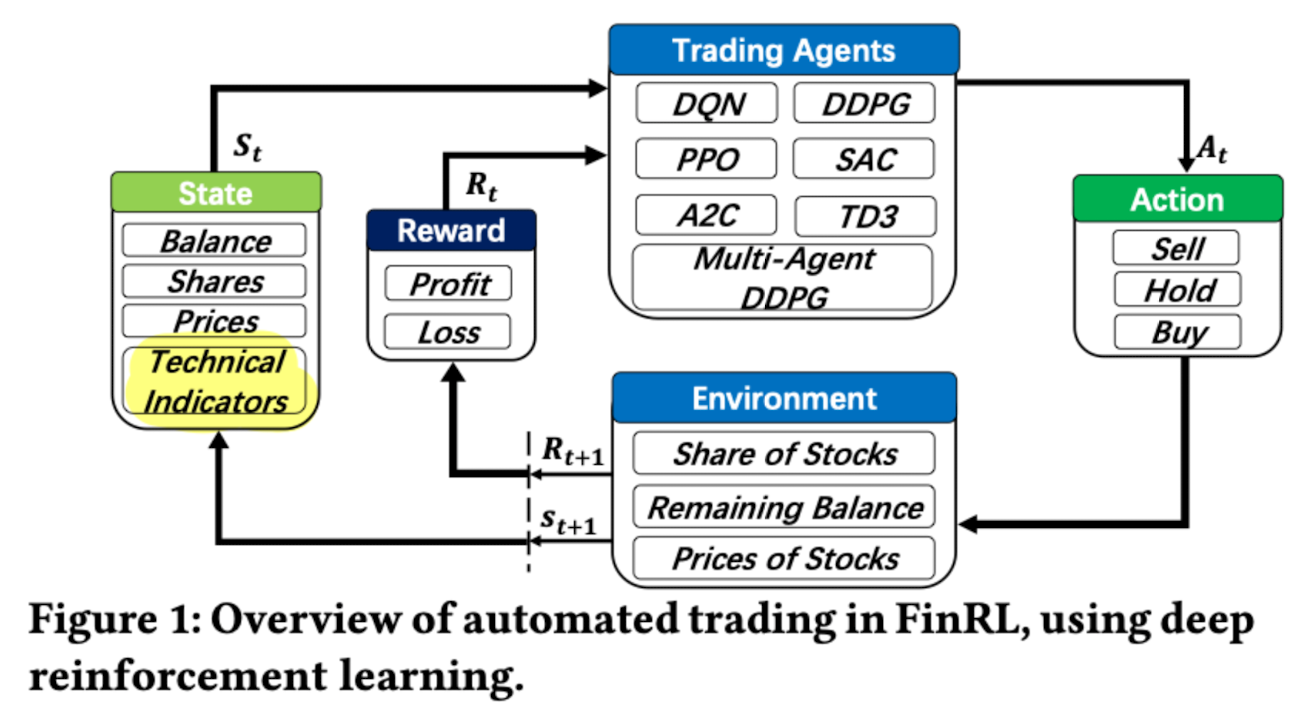 Trading Agents
DQN
DDPG
PPO
SAC
A2C
TD3
Multi-Agent
DDPG
S_t
State
Balance
Shares
Prices
Technical
Indicators
R_t
Reward
Profit
Loss
A_t
Action
Sell
Hold
Buy
Environment
Share of Stocks
Remaining Balance
Prices of Stocks
R_{t+1}
s_{t+1}
Figure 1: Overview of automated trading in FinRL, using deep
reinforcement learning.